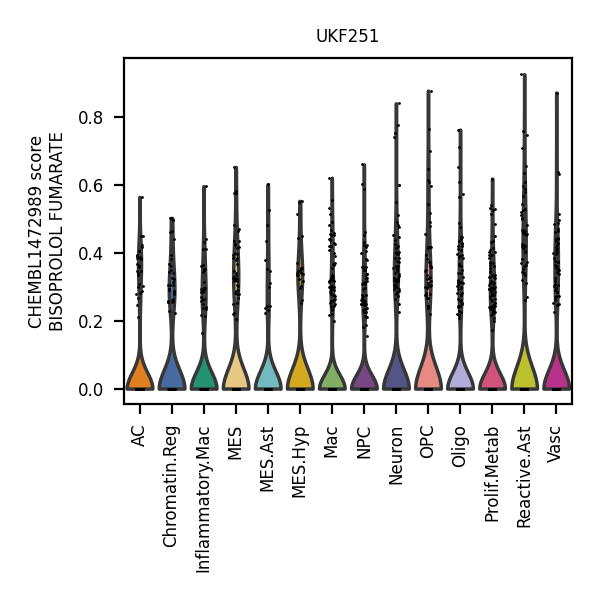 UKF251
CHEMBL1472989 score
BISOPROLOL FUMARATE
0.8
0.6
0.4
0.2
0.0
AC
Chromatin.Reg
Inflammatory.Mac
MES
MES.Ast
MES.Hyp
Mac
NPC
Neuron
OPC
Oligo
Prolif.Metab
Reactive.Ast
Vasc